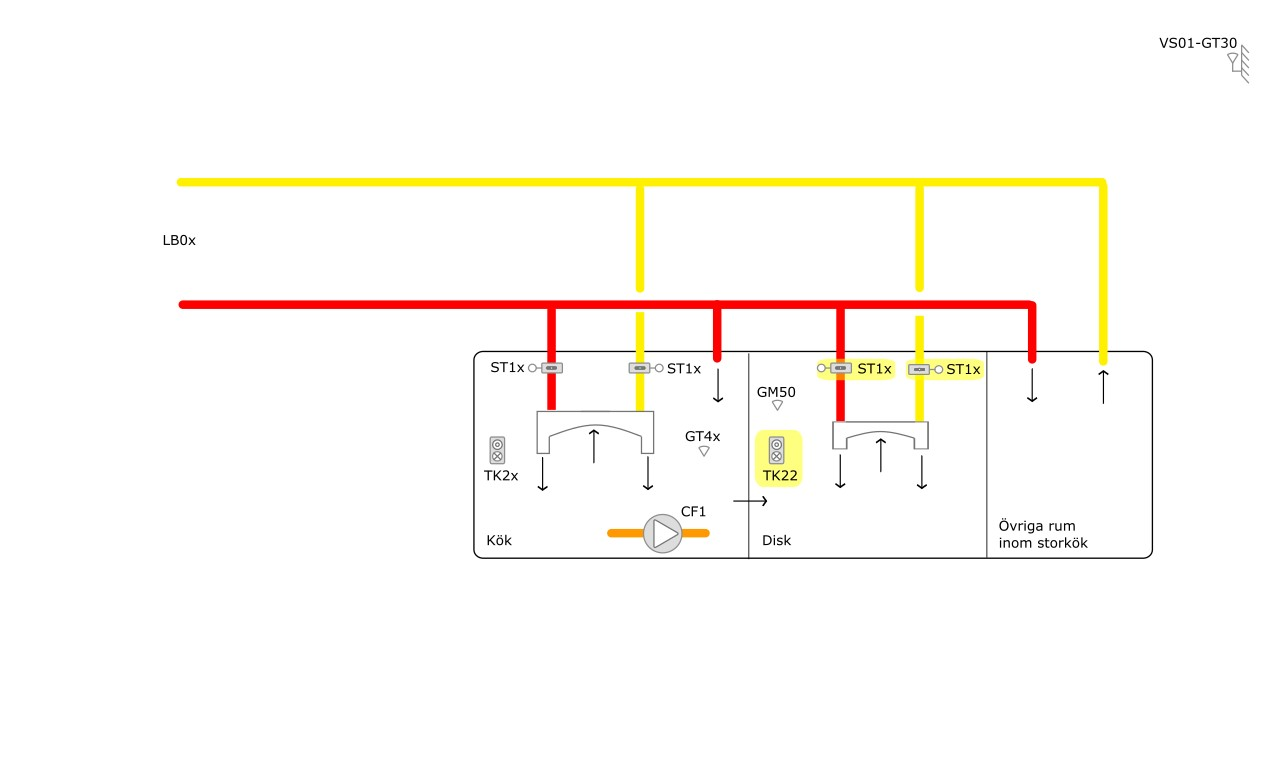 VS01-GT30
LB0x
ST1x
ST1x
ST1x
ST1x
GM50
GT4x
TK2x
TK22
CF1
Kök
Disk
Övriga rum
inom storkök